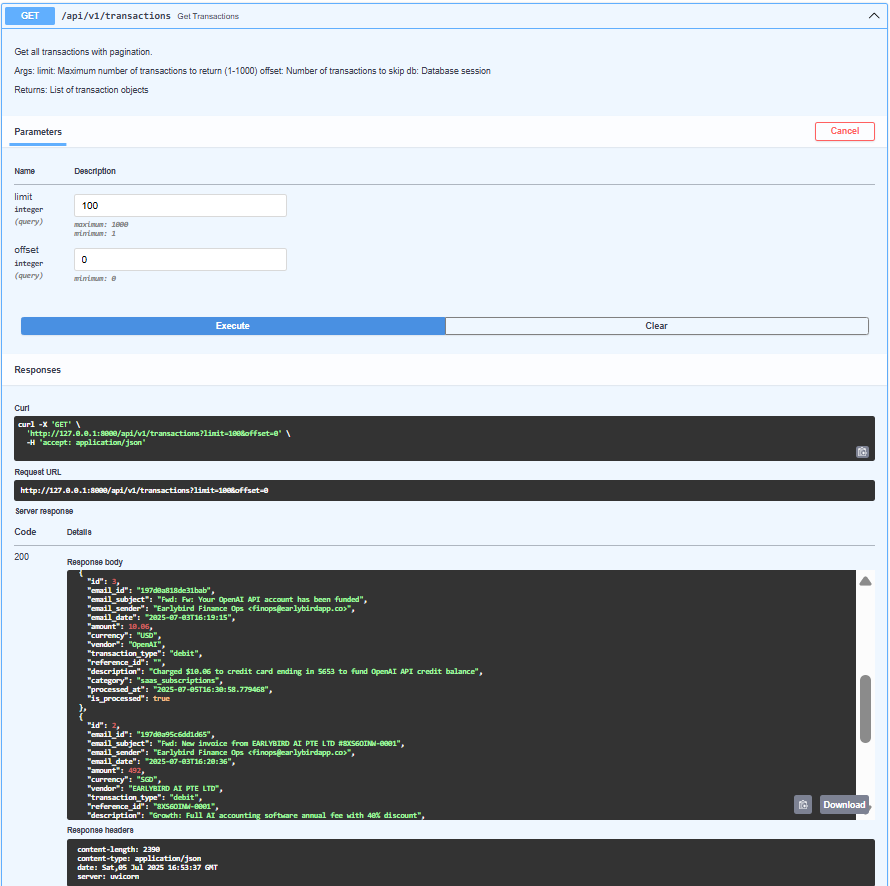 GET /api/v1/transactions Get Transactions
Get all transactions with pagination.
Args: limit: Maximum number of transactions to return (1-1000) offset: Number of transactions to skip db: Database session
Returns: List of transaction objects
Parameters
Cancel
Name Description
limit
integer
(query)
100
maximum: 1000
minimum: 1
offset
integer
(query)
0
minimum: 0
Execute
Clear
Responses
Curl
curl -X 'GET' \
'http://127.0.0.1:8000/api/v1/transactions?limit=100&offset=0' \
-H 'accept: application/json'
Request URL
http://127.0.0.1:8000/api/v1/transactions?limit=100&offset=0
Server response
Code Details
200
Response body
{
"id": 3,
"email_id": "197d0a818de31bab",
"email_subject": "Fwd: Fw: Your OpenAI API account has been funded",
"email_sender": "Earlybird Finance Ops <finops@earlybirdapp.co>",
"email_date": "2025-07-03T16:19:15",
"amount": 10.06,
"currency": "USD",
"vendor": "OpenAI",
"transaction_type": "debit",
"reference_id": "",
"description": "Charged $10.06 to credit card ending in 5653 to fund OpenAI API credit balance",
"category": "saas_subscriptions",
"processed_at": "2025-07-05T16:30:58.779468",
"is_processed": true
},
{
"id": 2,
"email_id": "197d0a95c6dd1d65",
"email_subject": "Fwd: New invoice from EARLYBIRD AI PTE LTD #8XS6OINW-0001",
"email_sender": "Earlybird Finance Ops <finops@earlybirdapp.co>",
"email_date": "2025-07-03T16:20:36",
"amount": 492,
"currency": "SGD",
"vendor": "EARLYBIRD AI PTE LTD",
"transaction_type": "debit",
"reference_id": "8XS6OINW-0001",
"description": "Growth: Full AI accounting software annual fee with 40% discount",
Download
Response headers
content-length: 2390
content-type: application/json
date: Sat,05 Jul 2025 16:53:37 GMT
server: uvicorn